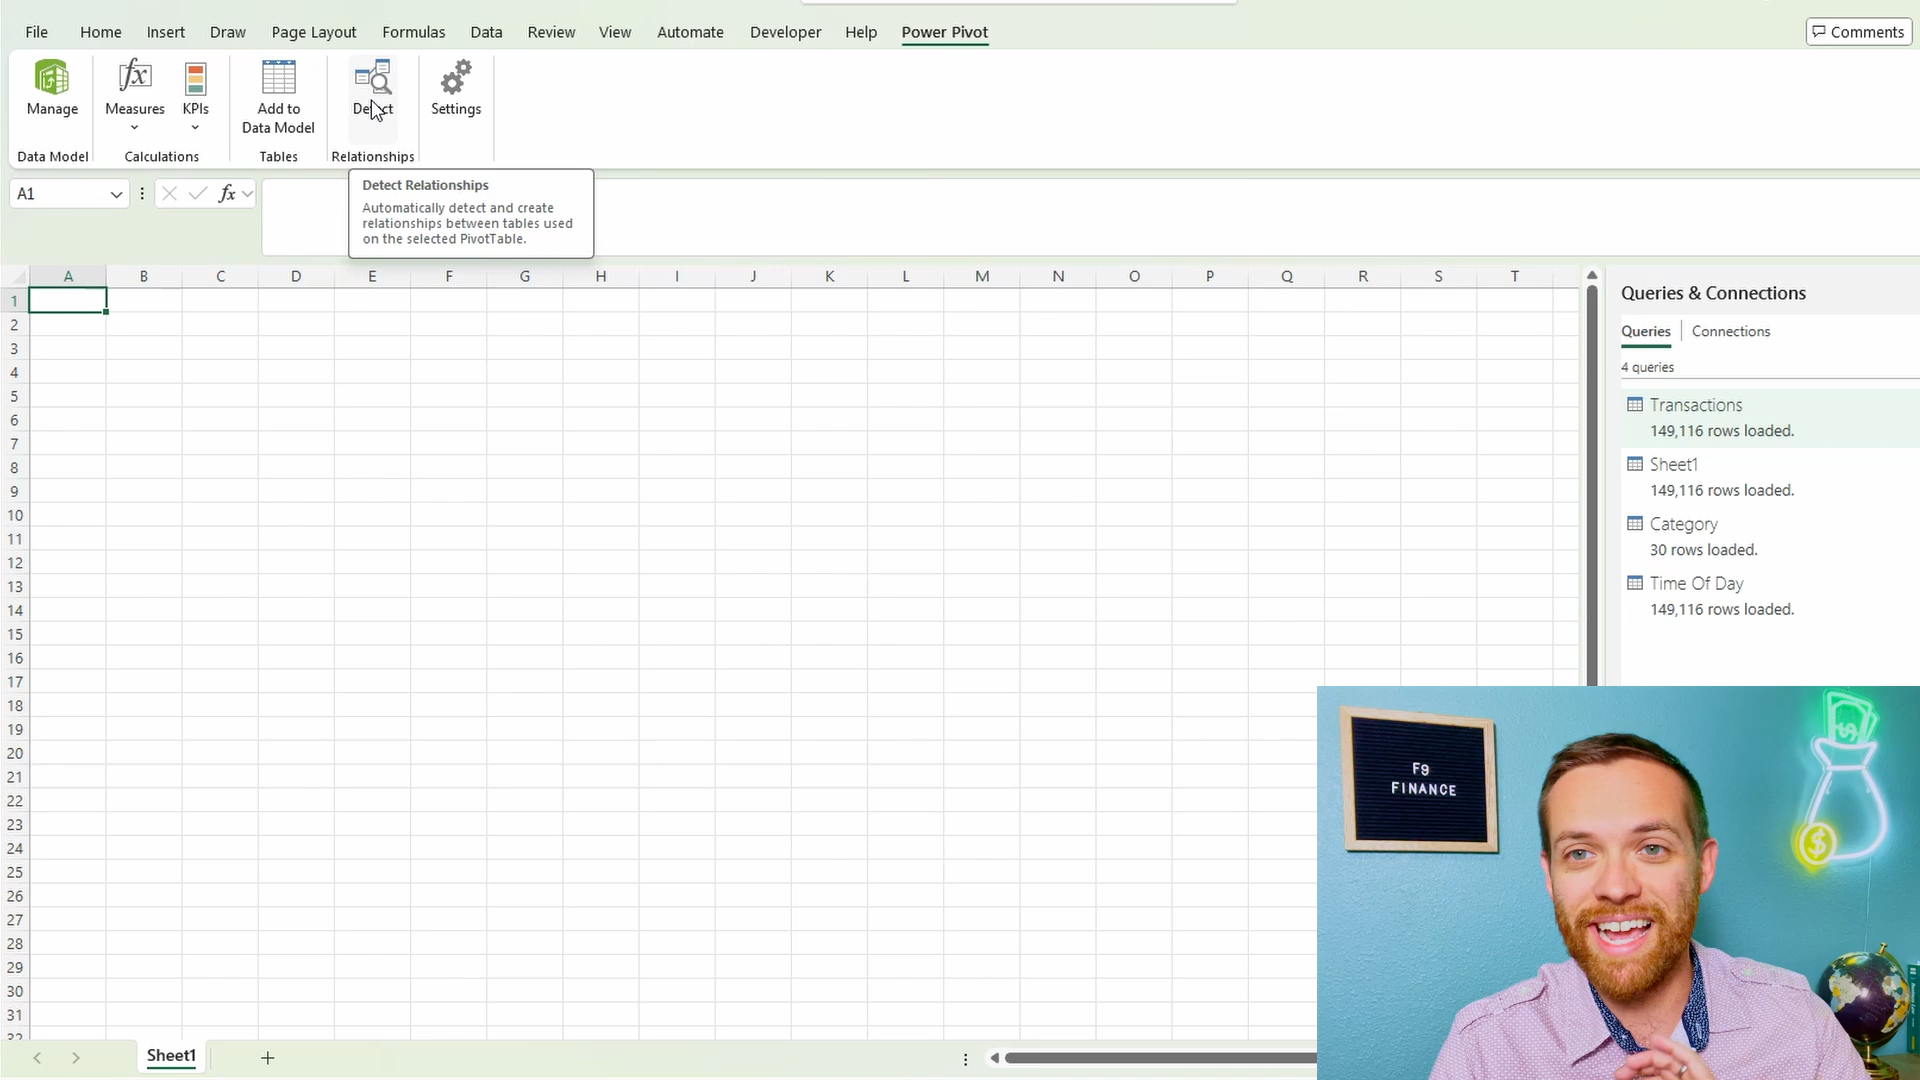 File Home Insert Draw Page Layout Formulas Data Review View Automate Developer Help Power Pivot Comments
Manage Measures KPIs Add to Data Model Detect Settings
Data Model Calculations Tables Relationships
A1 fx
Detect Relationships
Automatically detect and create
relationships between tables used
on the selected PivotTable.
A B C D E F G H I J K L M N O P Q R S T
1
2
3
4
5
6
7
8
9
10
11
12
13
14
15
16
17
18
19
20
21
22
23
24
25
26
27
28
29
30
31
32
Queries & Connections
Queries Connections
4 queries
Transactions
149,116 rows loaded.
Sheet1
149,116 rows loaded.
Category
30 rows loaded.
Time Of Day
149,116 rows loaded.
F9
FINANCE
$
$
Sheet1